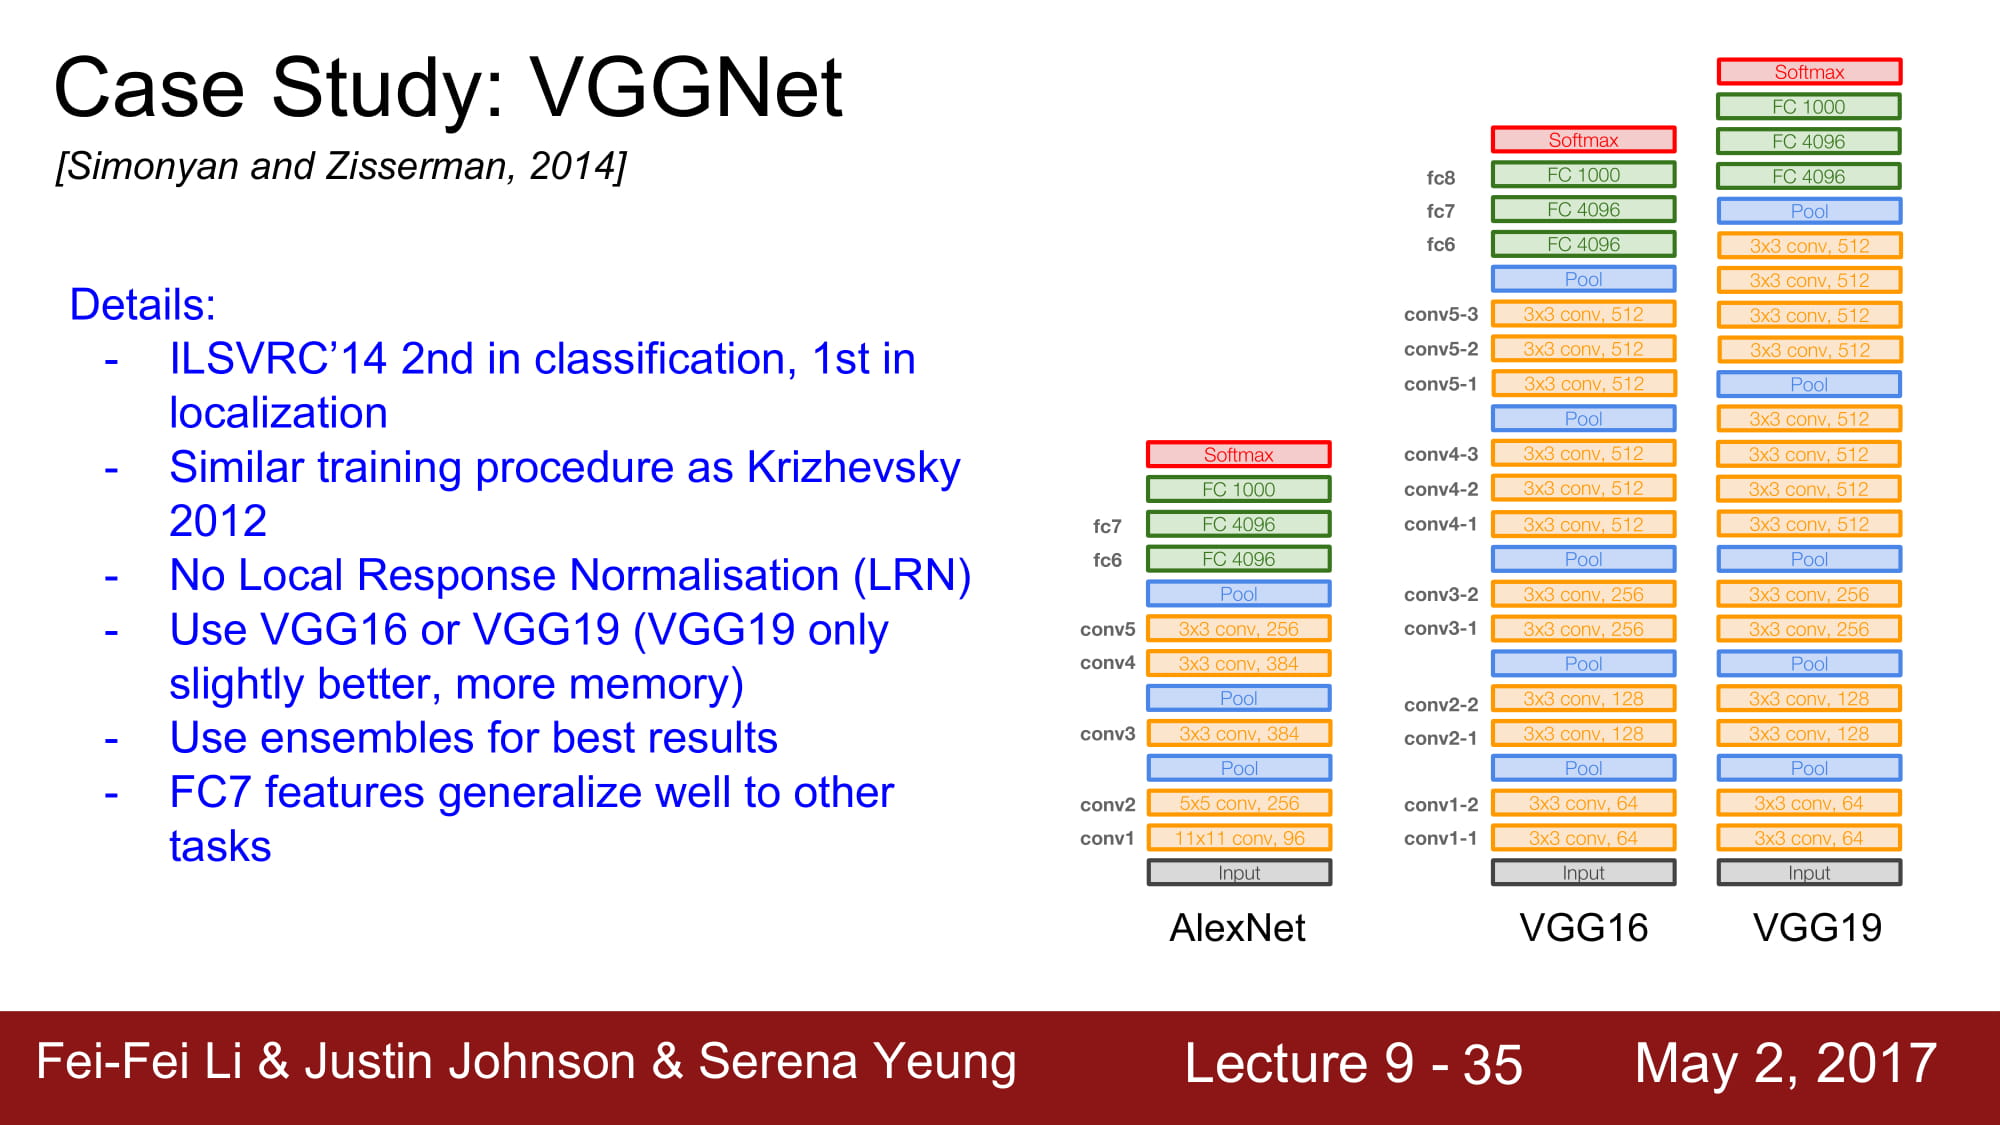 Case Study: VGGNet
[Simonyan and Zisserman, 2014]
Details:
- ILSVRC’14 2nd in classification, 1st in
localization
- Similar training procedure as Krizhevsky
2012
- No Local Response Normalisation (LRN)
- Use VGG16 or VGG19 (VGG19 only
slightly better, more memory)
- Use ensembles for best results
- FC7 features generalize well to other
tasks
Softmax
FC 1000
fc7 FC 4096
fc6 FC 4096
Pool
conv5 3x3 conv, 256
conv4 3x3 conv, 384
Pool
conv3 3x3 conv, 384
Pool
conv2 5x5 conv, 256
conv1 11x11 conv, 96
Input
AlexNet
Softmax
fc8 FC 1000
fc7 FC 4096
fc6 FC 4096
Pool
conv5-3 3x3 conv, 512
conv5-2 3x3 conv, 512
conv5-1 3x3 conv, 512
Pool
conv4-3 3x3 conv, 512
conv4-2 3x3 conv, 512
conv4-1 3x3 conv, 512
Pool
conv3-2 3x3 conv, 256
conv3-1 3x3 conv, 256
Pool
conv2-2 3x3 conv, 128
conv2-1 3x3 conv, 128
Pool
conv1-2 3x3 conv, 64
conv1-1 3x3 conv, 64
Input
VGG16
Softmax
FC 1000
FC 4096
FC 4096
Pool
3x3 conv, 512
3x3 conv, 512
3x3 conv, 512
3x3 conv, 512
Pool
3x3 conv, 512
3x3 conv, 512
3x3 conv, 512
3x3 conv, 512
Pool
3x3 conv, 256
3x3 conv, 256
Pool
3x3 conv, 128
3x3 conv, 128
Pool
3x3 conv, 64
3x3 conv, 64
Input
VGG19
Fei-Fei Li & Justin Johnson & Serena Yeung Lecture 9 - 35 May 2, 2017